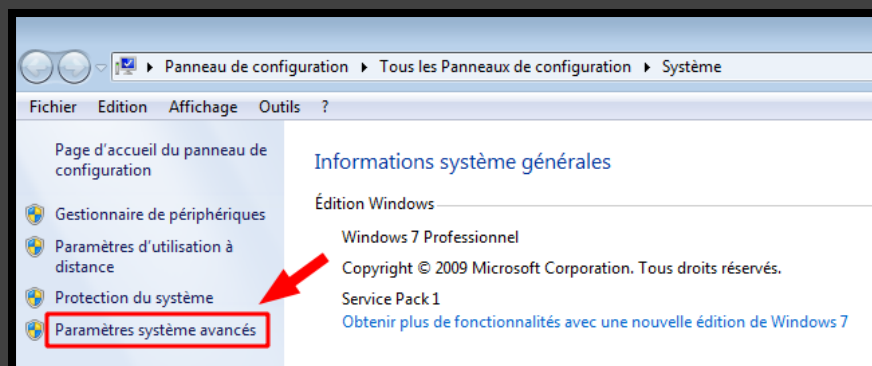 Panneau de configuration Tous les Panneaux de configuration Système
Fichier Edition Affichage Outils ?
Page d'accueil du panneau de
configuration
Gestionnaire de périphériques
Paramètres d'utilisation à
distance
Protection du système
Paramètres système avancés
Informations système générales
Édition Windows
Windows 7 Professionnel
Copyright © 2009 Microsoft Corporation. Tous droits réservés.
Service Pack 1
Obtenir plus de fonctionnalités avec une nouvelle édition de Windows 7